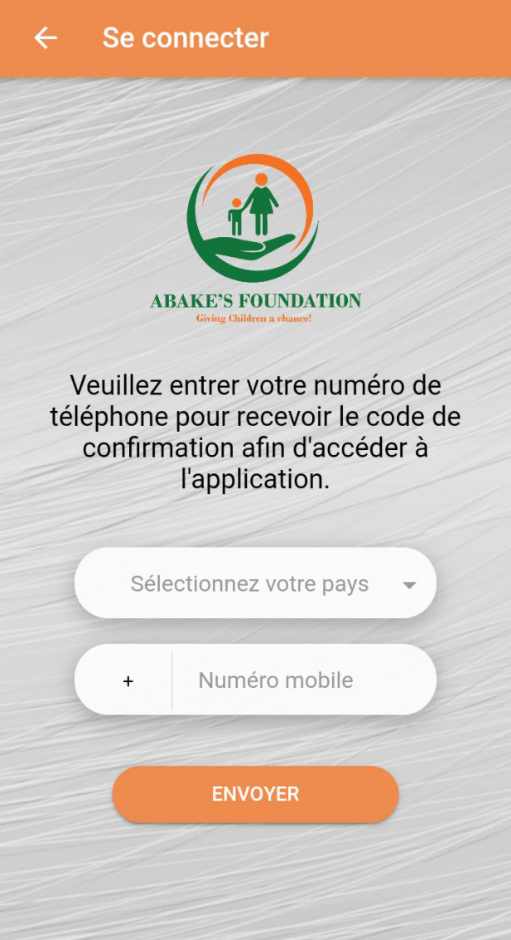 Se connecter
ABAKE'S FOUNDATION
Giving Children a chance!
Veuillez entrer votre numéro de
téléphone pour recevoir le code de
confirmation afin d'accéder à
l'application.
Sélectionnez votre pays
+ Numéro mobile
ENVOYER